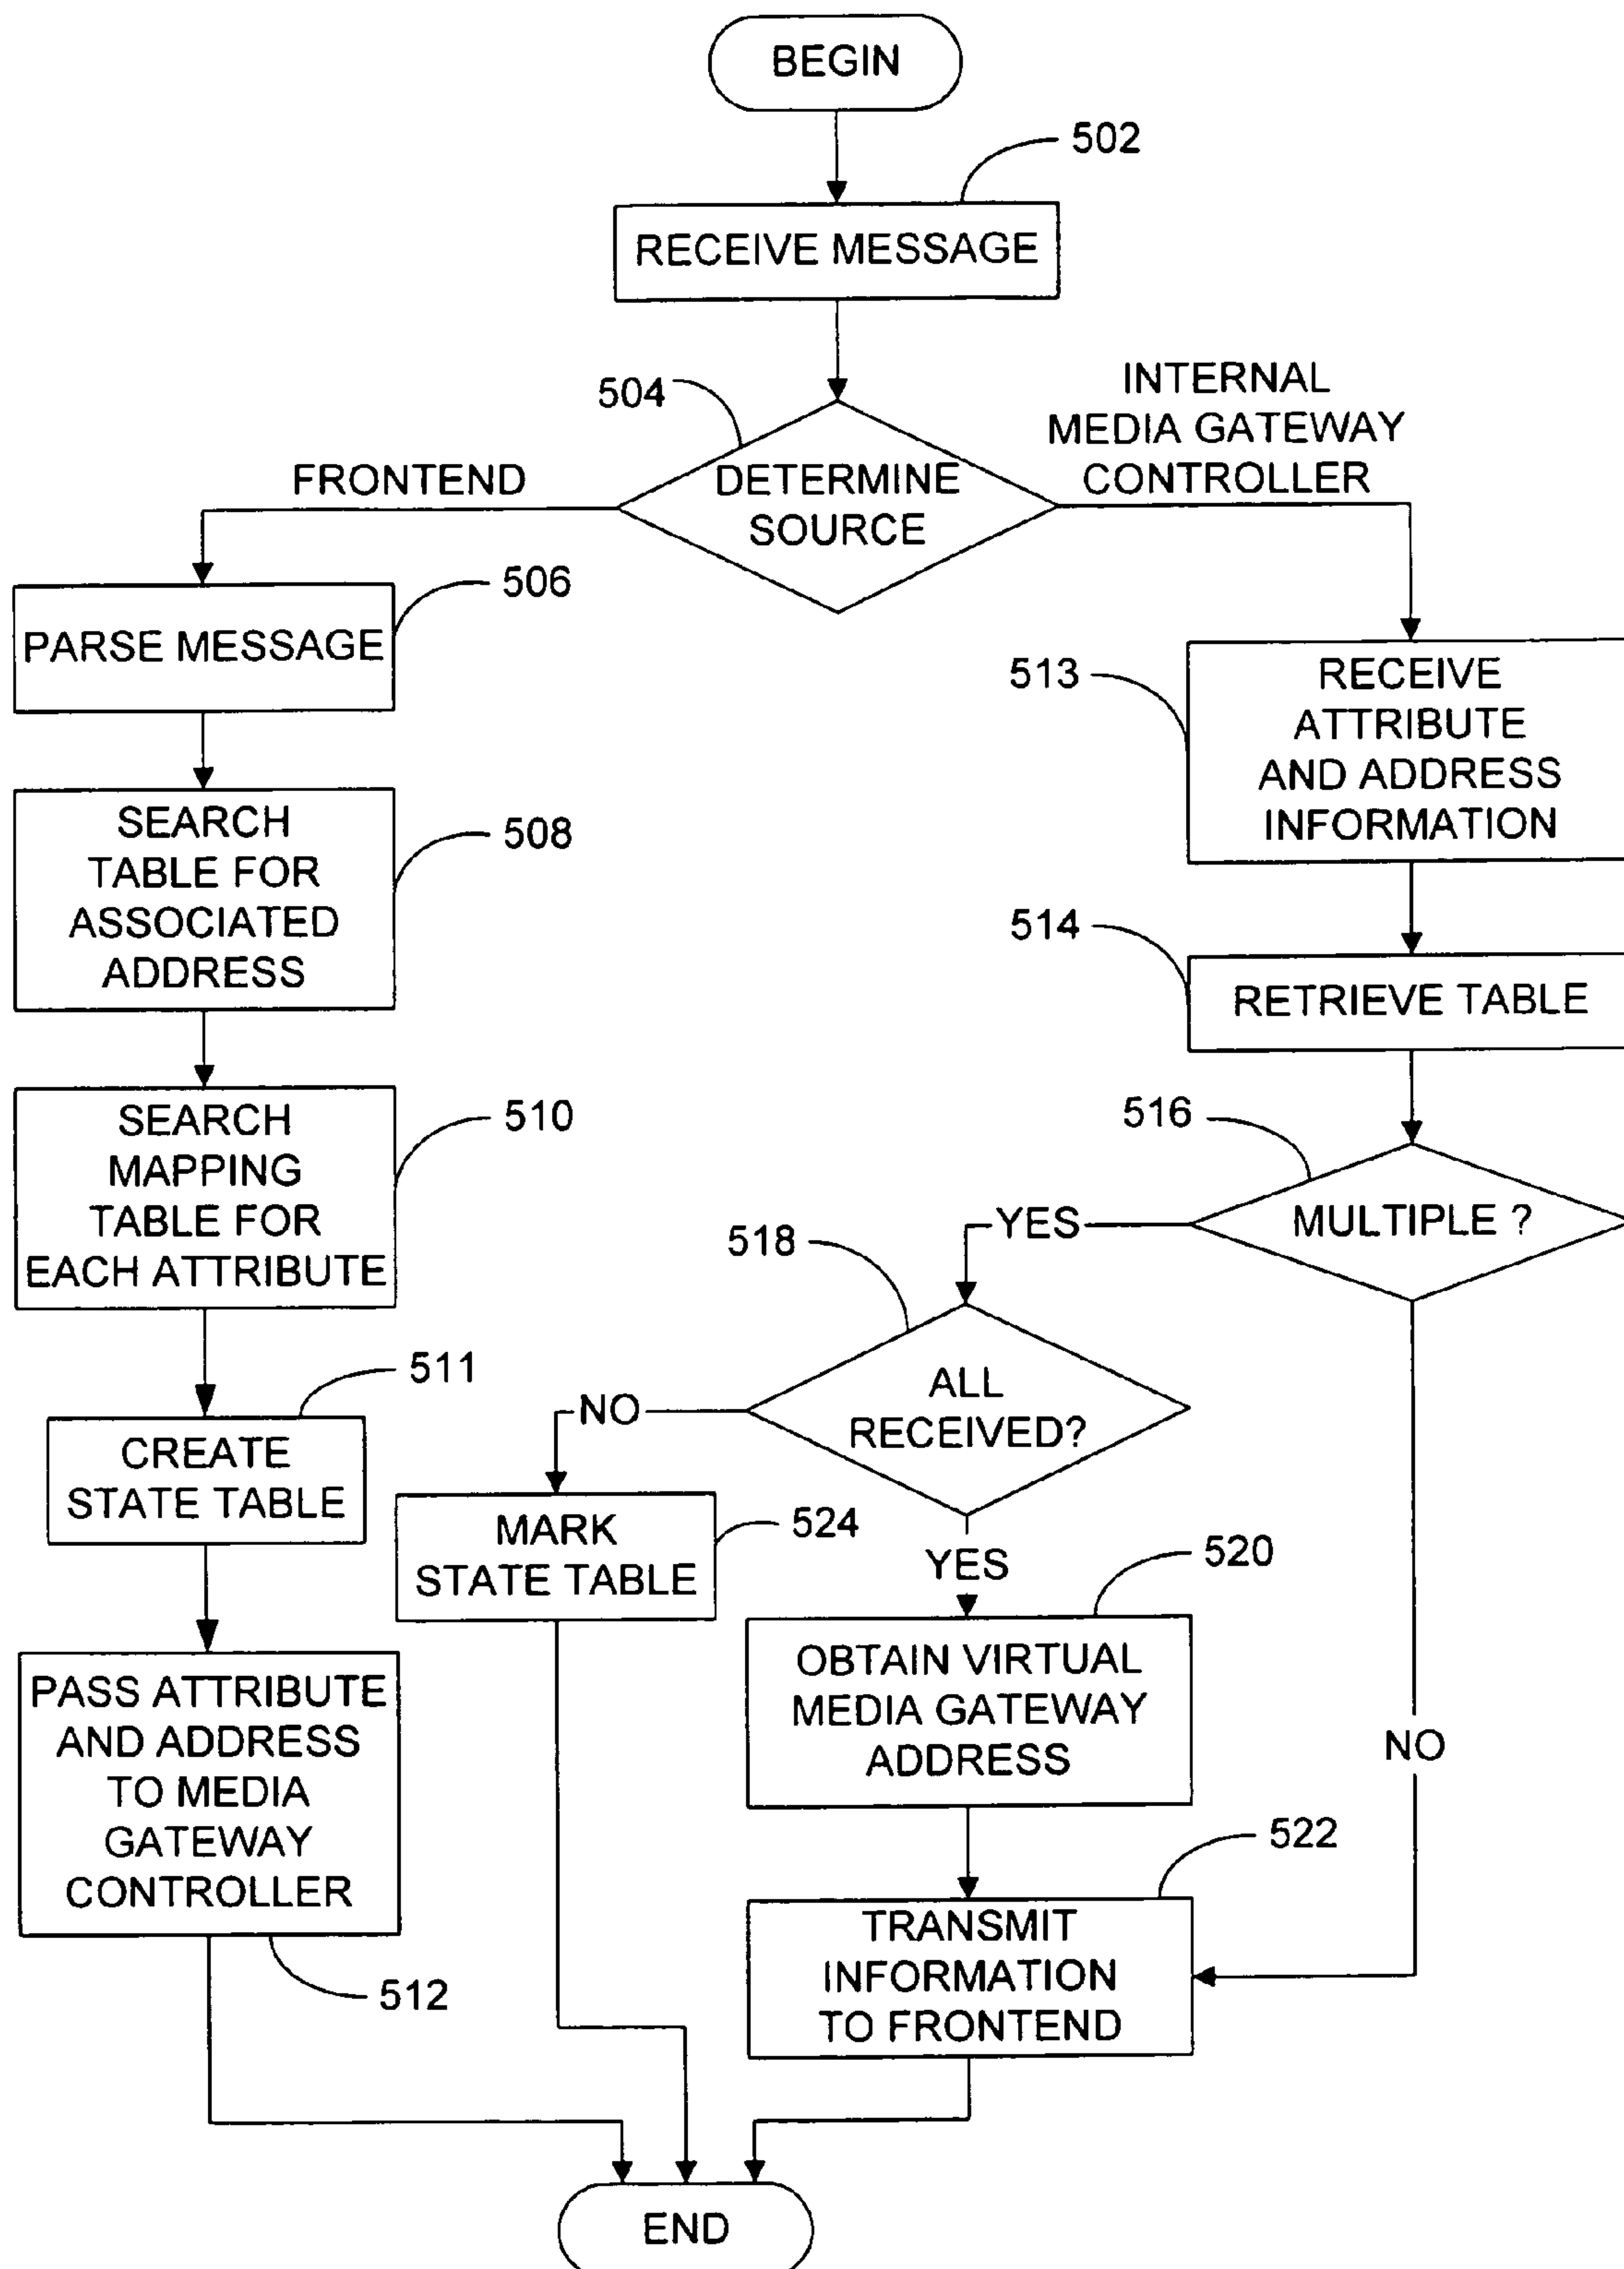 BEGIN
502
RECEIVE MESSAGE
504
DETERMINE
SOURCE
FRONTEND
INTERNAL
MEDIA GATEWAY
CONTROLLER
506
PARSE MESSAGE
508
SEARCH
TABLE FOR
ASSOCIATED
ADDRESS
510
SEARCH
MAPPING
TABLE FOR
EACH ATTRIBUTE
511
CREATE
STATE TABLE
PASS ATTRIBUTE
AND ADDRESS
TO MEDIA
GATEWAY
CONTROLLER
512
513
RECEIVE
ATTRIBUTE
AND ADDRESS
INFORMATION
514
RETRIEVE TABLE
516
MULTIPLE ?
YES
NO
518
ALL
RECEIVED?
NO
YES
MARK
STATE TABLE
524
520
OBTAIN VIRTUAL
MEDIA GATEWAY
ADDRESS
522
TRANSMIT
INFORMATION
TO FRONTEND
END